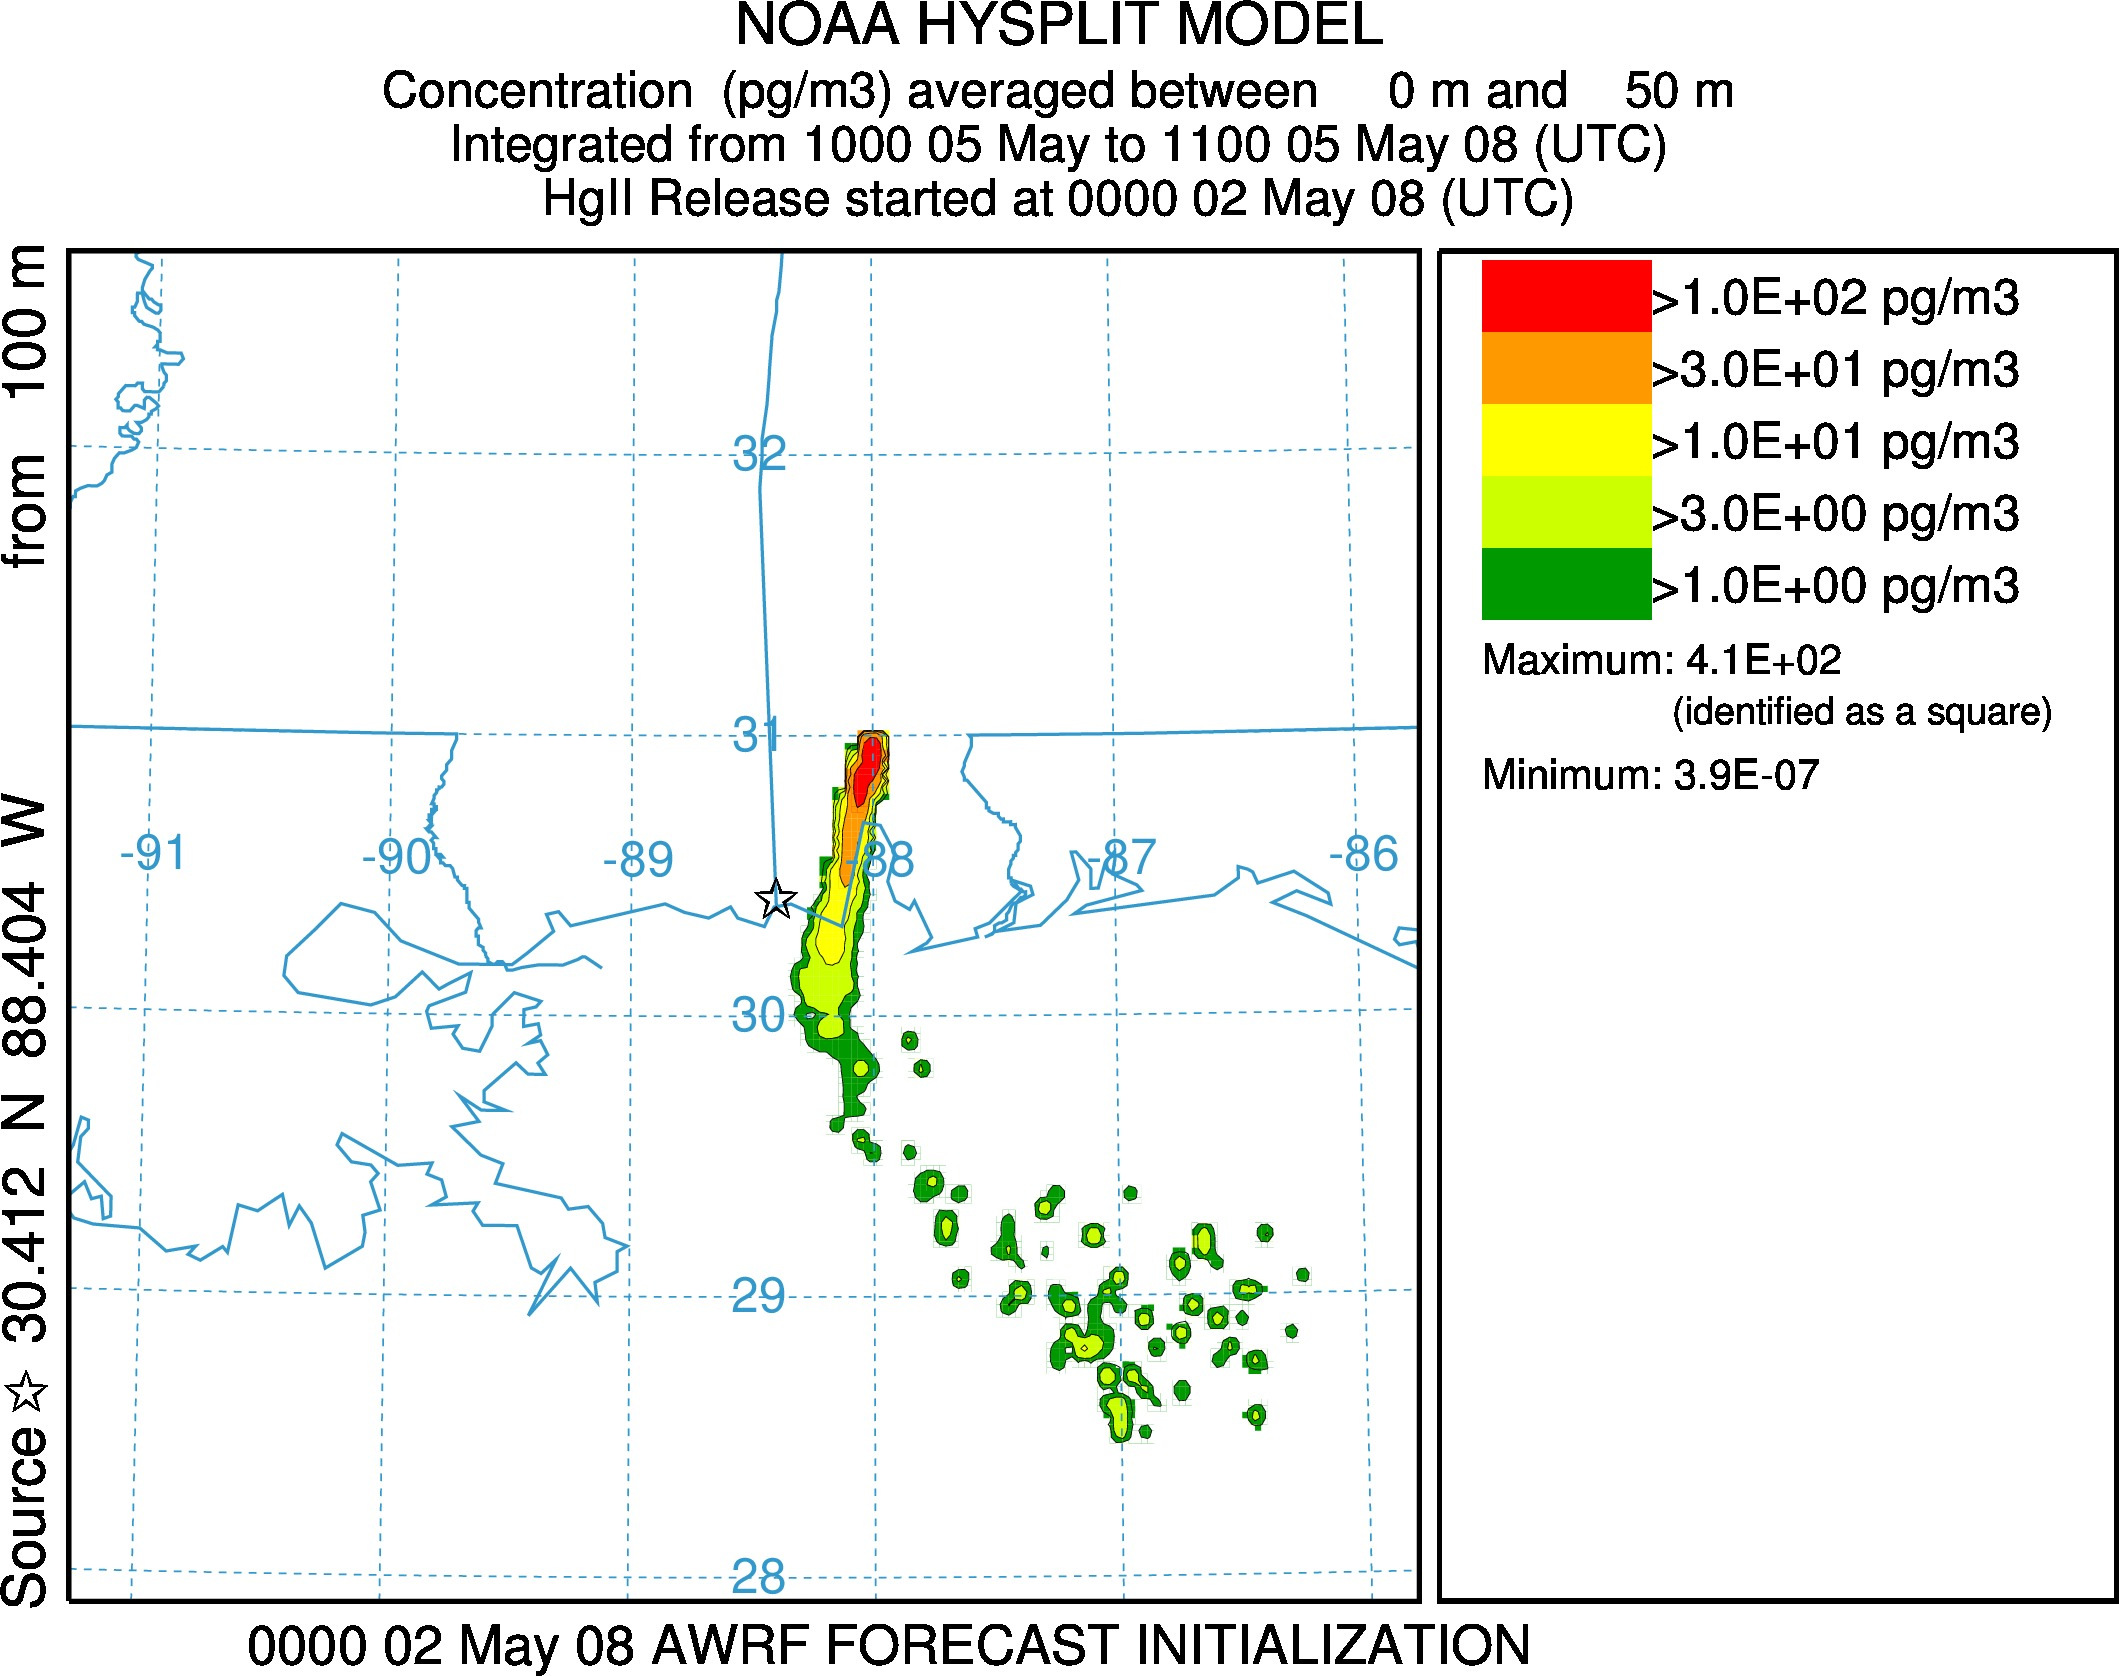 NOAA HYSPLIT MODEL
Concentration (pg/m3) averaged between 0 m and 50 m
Integrated from 1000 05 May to 1100 05 May 08 (UTC)
HgII Release started at 0000 02 May 08 (UTC)
Source ☆ 30.412 N 88.404 W from 100 m
32
31
-91
-90
-89
-88
-87
-86
30
29
28
>1.0E+02 pg/m3
>3.0E+01 pg/m3
>1.0E+01 pg/m3
>3.0E+00 pg/m3
>1.0E+00 pg/m3
Maximum: 4.1E+02
(identified as a square)
Minimum: 3.9E-07
0000 02 May 08 AWRF FORECAST INITIALIZATION